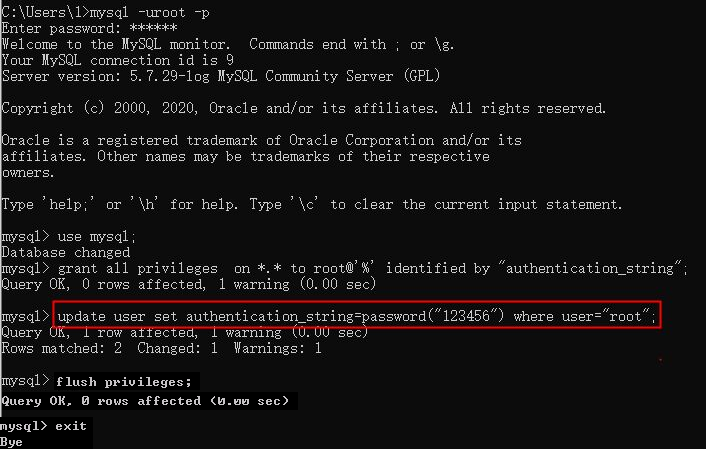 C:\Users\1>mysql -uroot -p
Enter password: ******
Welcome to the MySQL monitor.  Commands end with ; or \g.
Your MySQL connection id is 9
Server version: 5.7.29-log MySQL Community Server (GPL)
Copyright (c) 2000, 2020, Oracle and/or its affiliates. All rights reserved.
Oracle is a registered trademark of Oracle Corporation and/or its
affiliates. Other names may be trademarks of their respective
owners.
Type 'help;' or '\h' for help. Type '\c' to clear the current input statement.
mysql> use mysql;
Database changed
mysql> grant all privileges  on *.* to root@'%' identified by "authentication_string";
Query OK, 0 rows affected, 1 warning (0.00 sec)
mysql> update user set authentication_string=password("123456") where user="root";
Query OK, 1 row affected, 1 warning (0.00 sec)
Rows matched: 2  Changed: 1  Warnings: 1
mysql> flush privileges;
Query OK, 0 rows affected (0.00 sec)
mysql> exit
Bye